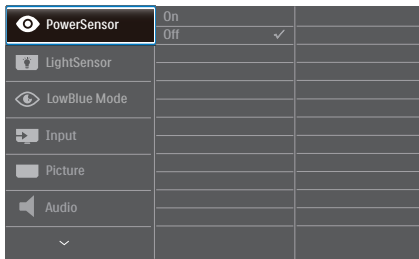 PowerSensor
On
Off
LightSensor
LowBlue Mode
Input
Picture
Audio